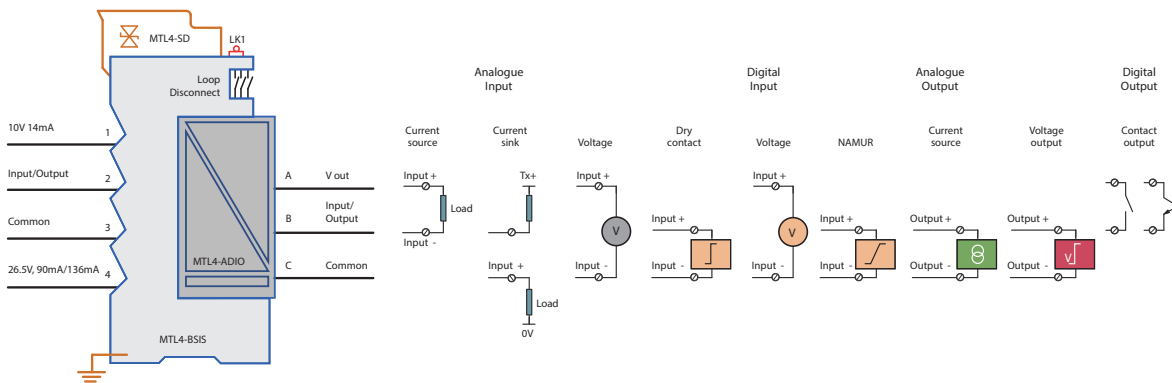 MTL4-SD
LK1
Loop
Disconnect
10V 14mA
1
Input/Output
2
Common
3
26.5V, 90mA/136mA
4
A
V out
B
Input/
Output
C
Common
MTL4-ADIO
MTL4-BSIS
Analogue
Input
Digital
Input
Analogue
Output
Digital
Output
Current
source
Current
sink
Voltage
Dry
contact
Voltage
NAMUR
Current
source
Voltage
output
Contact
output
Input +
Load
Input -
Tx+
Input +
Load
0V
Input +
V
Input -
Input +
Input -
Input +
V
Input -
Input +
Input -
Output +
Output -
Output +
V
Output -